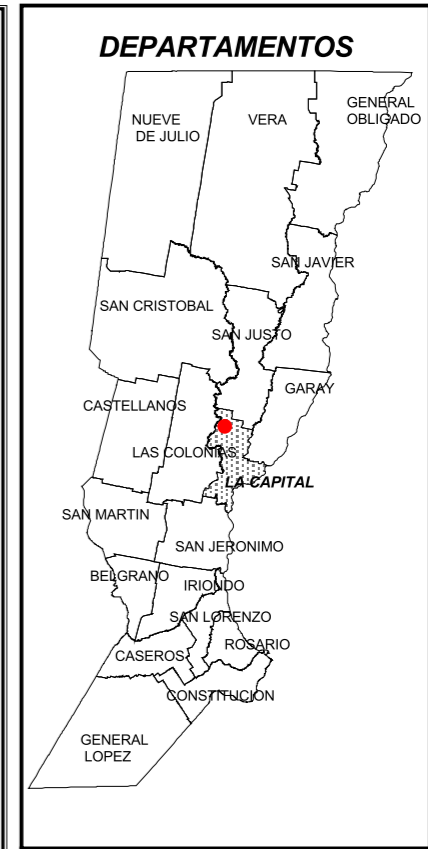 DEPARTAMENTOS
NUEVE
DE JULIO
VERA
GENERAL
OBLIGADO
SAN JAVIER
SAN CRISTOBAL
SAN JUSTO
GARAY
CASTELLANOS
LAS COLONIAS
LA CAPITAL
SAN MARTIN
SAN JERONIMO
BELGRANO
IRIONDO
SAN LORENZO
ROSARIO
CASEROS
CONSTITUCION
GENERAL
LOPEZ